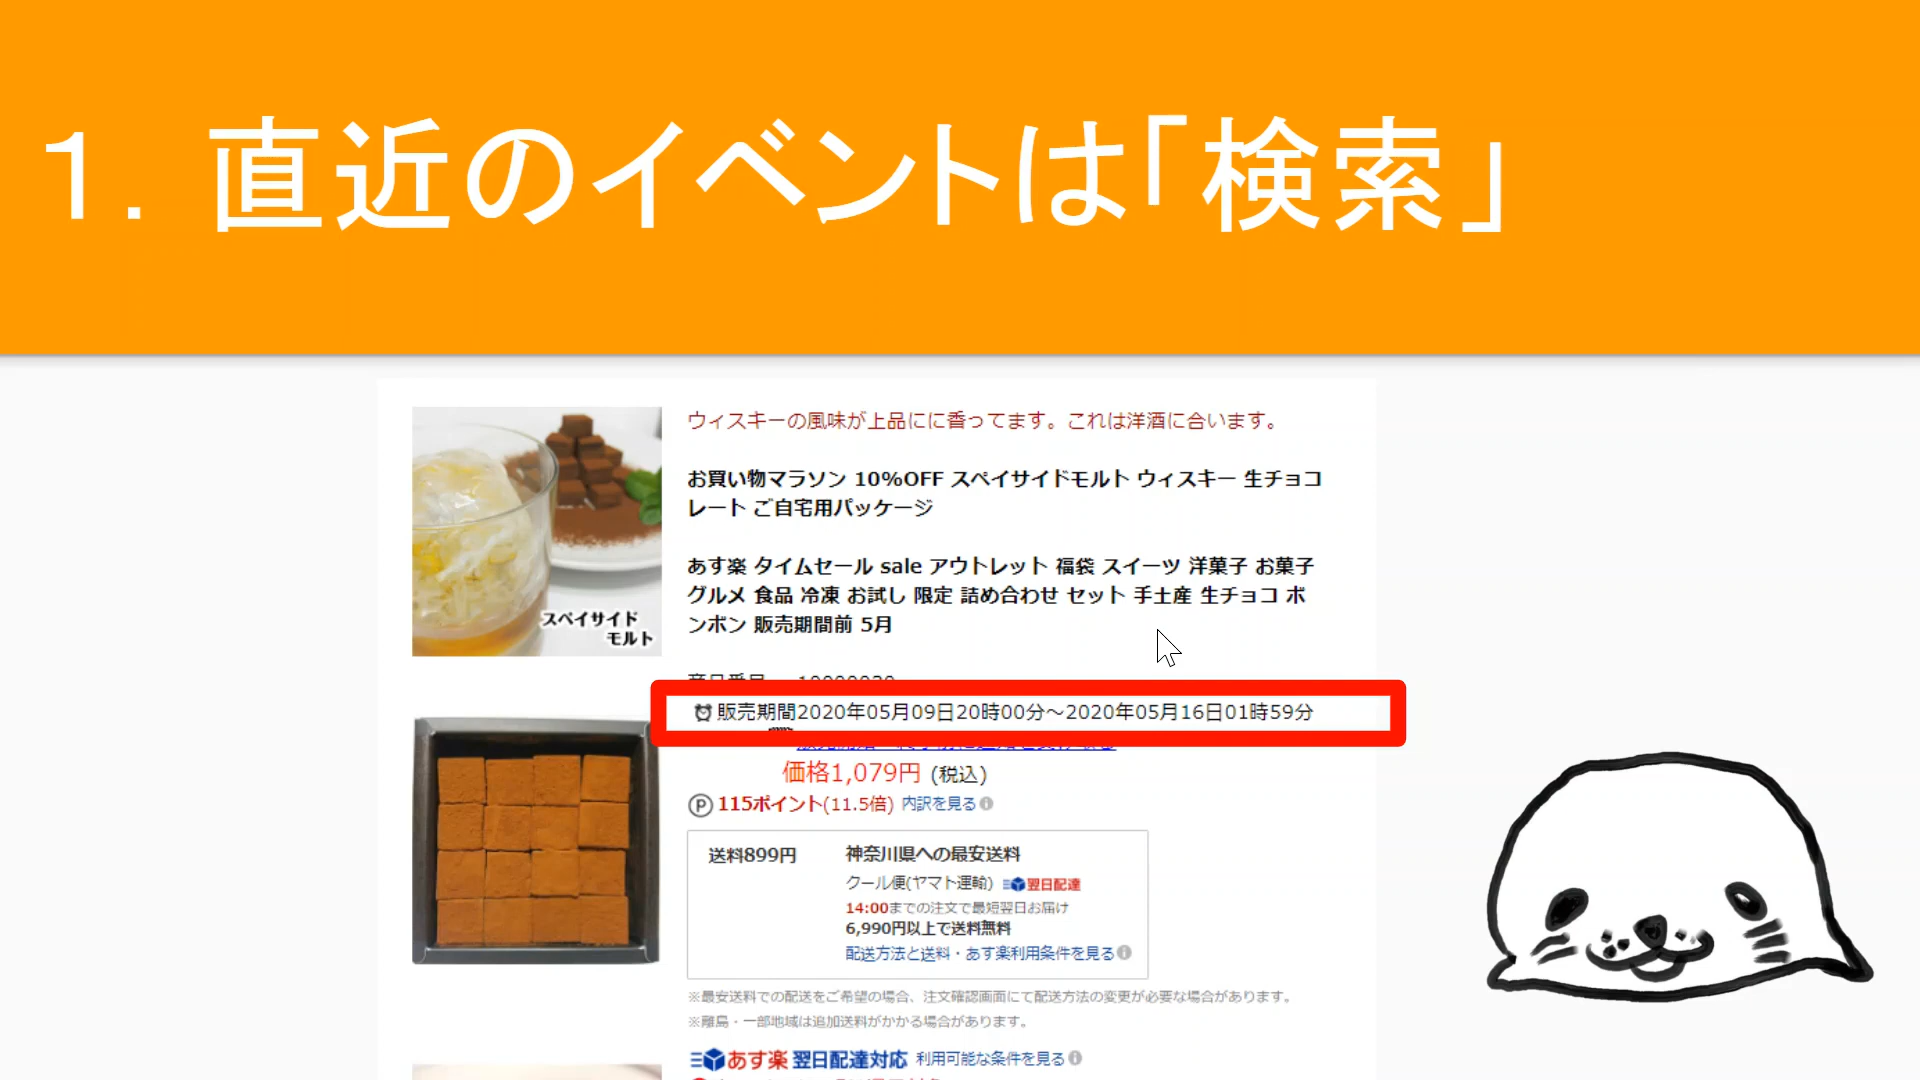 1. 直近のイベントは「検索」
ウィスキーの風味が上品にに香ってます。これは洋酒に合います。
お買い物マラソン 10%OFF スペイサイドモルト ウィスキー 生チョコ
レート ご自宅用パッケージ
あす楽 タイムセール sale アウトレット 福袋 スイーツ 洋菓子 お菓子
グルメ 食品 冷凍 お試し 限定 詰め合わせ セット 手土産 生チョコ ボ
ンボン 販売期間前 5月
スペイサイド
モルト
販売期間2020年05月09日20時00分～2020年05月16日01時59分
価格1,079円 (税込)
P 115ポイント(11.5倍) 内訳を見る
送料899円 神奈川県への最安送料
クール便(ヤマト運輸) 翌日配達
14:00までの注文で最短翌日お届け
6,990円以上で送料無料
配送方法と送料・あす楽利用条件を見る
※最安送料での配送をご希望の場合、注文確認画面にて配送方法の変更が必要な場合があります。
※離島・一部地域は追加送料がかかる場合があります。
あす楽 翌日配達対応 利用可能な条件を見る